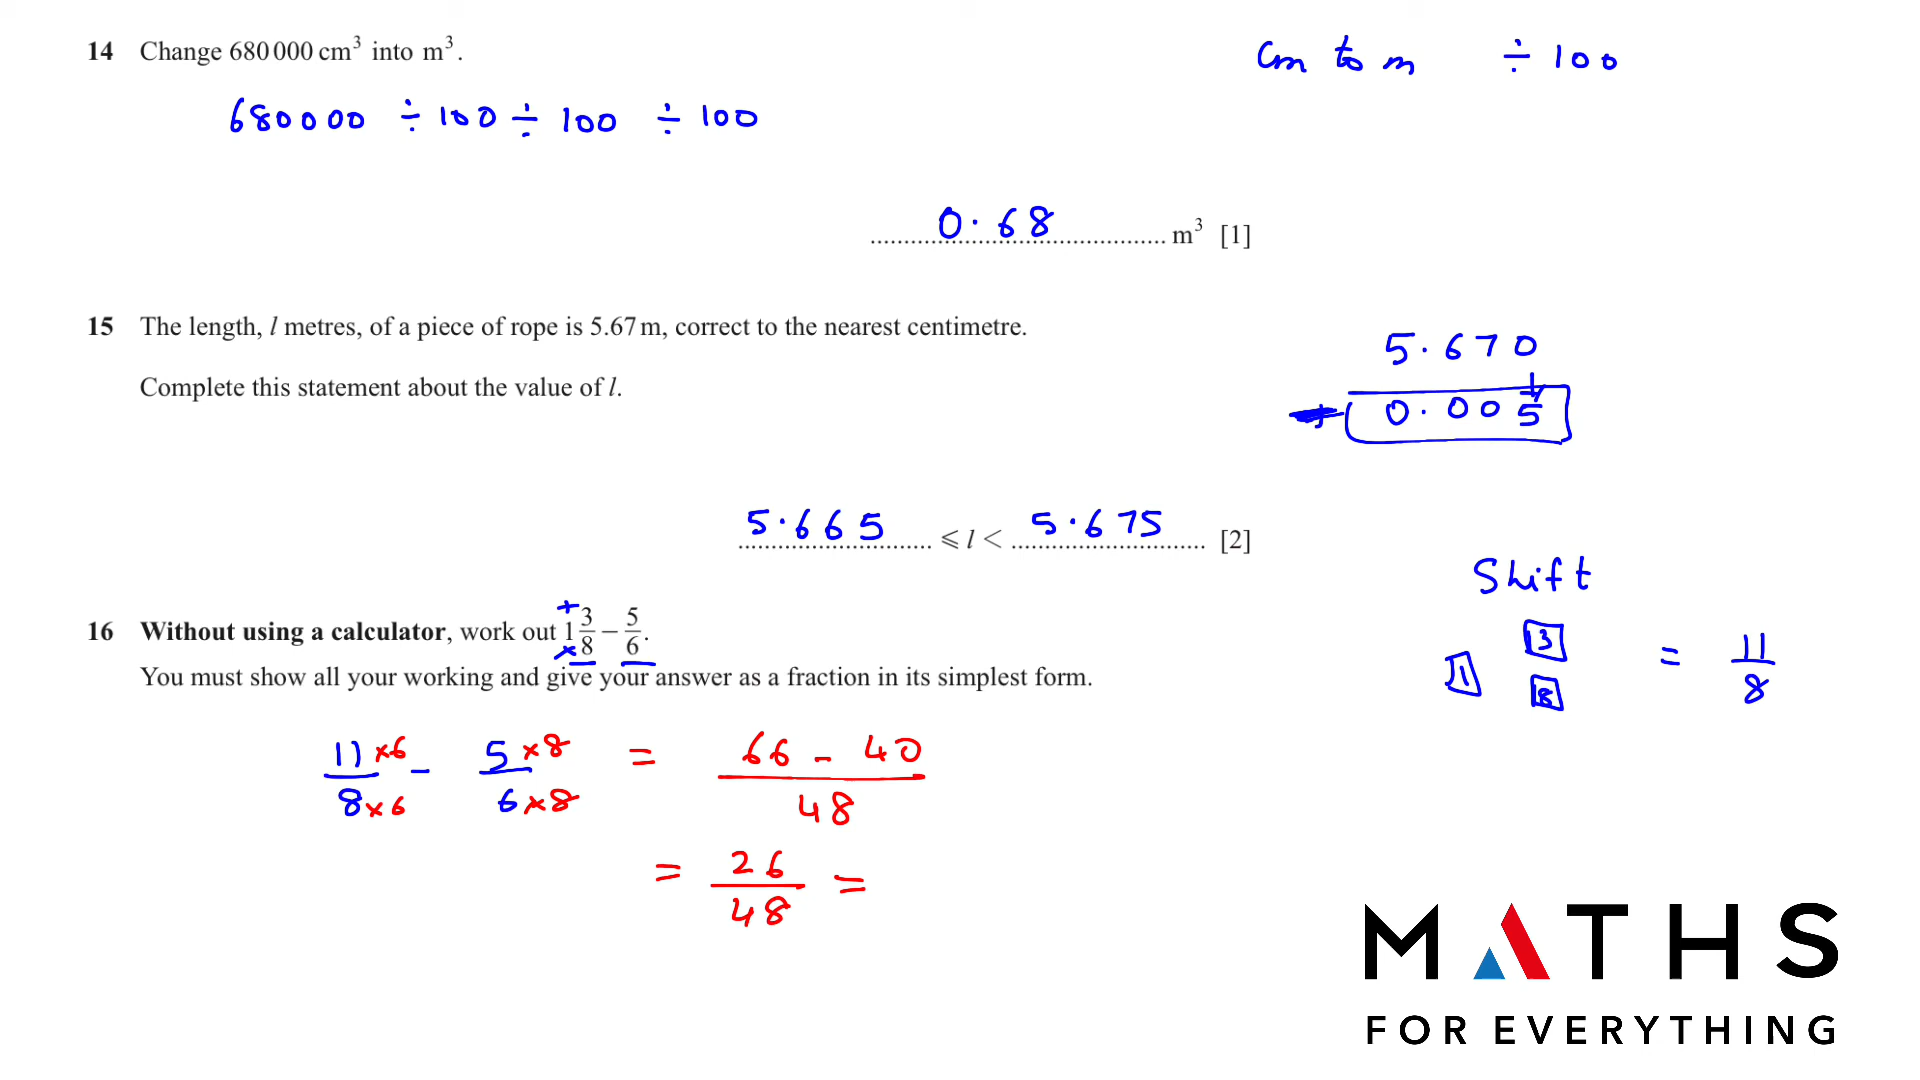 14 Change 680 000 cm³ into m³.
cm to m ÷ 100
680000 ÷ 100 ÷ 100 ÷ 100
0.68 m³ [1]
15 The length, l metres, of a piece of rope is 5.67 m, correct to the nearest centimetre.
5.670
Complete this statement about the value of l.
0.005
5.665 ⩽ l < 5.675 [2]
Shift
16 Without using a calculator, work out 1 3/8 − 5/6.
+
×
1 3/8 = 11/8
You must show all your working and give your answer as a fraction in its simplest form.
11×6/8×6 − 5×8/6×8 = 66 − 40/48
= 26/48 =
MATHS
FOR EVERYTHING